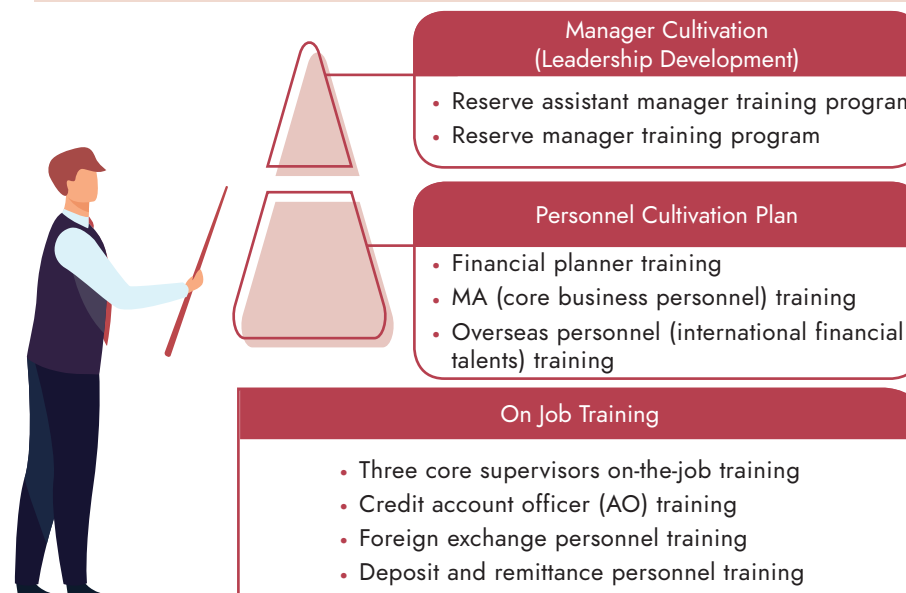 Manager Cultivation
(Leadership Development)
• Reserve assistant manager training program
• Reserve manager training program
Personnel Cultivation Plan
• Financial planner training
• MA (core business personnel) training
• Overseas personnel (international financial
talents) training
On Job Training
• Three core supervisors on-the-job training
• Credit account officer (AO) training
• Foreign exchange personnel training
• Deposit and remittance personnel training